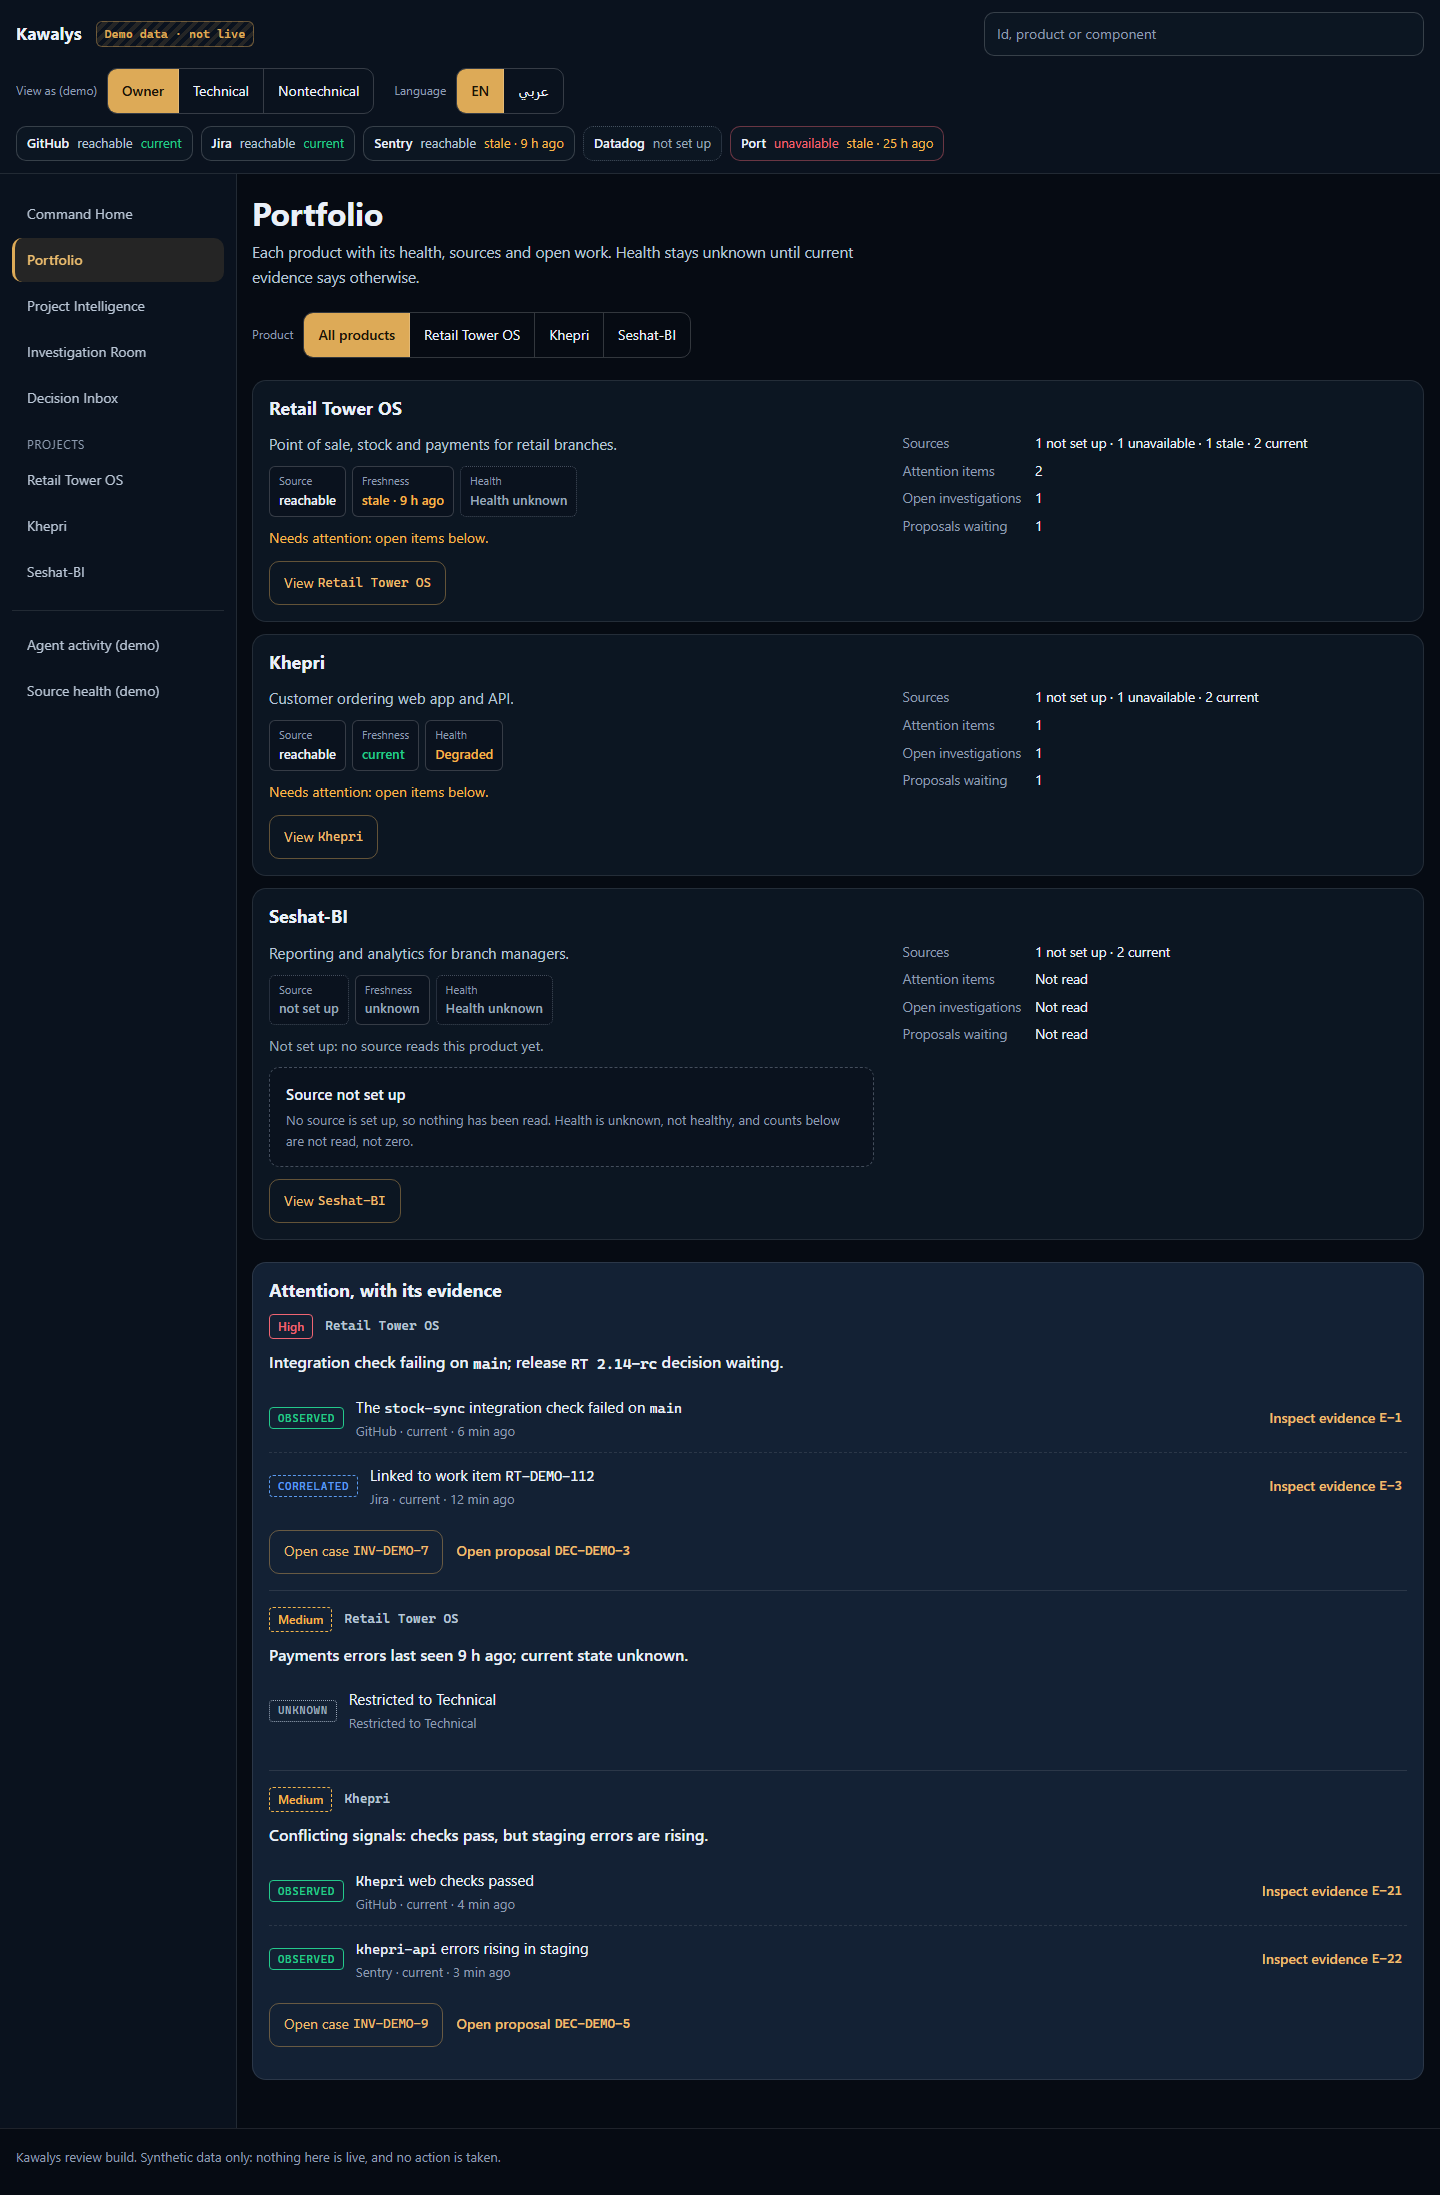 Kawalys
Demo data · not live
Id, product or component
View as (demo)
Owner
Technical
Nontechnical
Language
EN
عربي
GitHub reachable current
Jira reachable current
Sentry reachable stale · 9 h ago
Datadog not set up
Port unavailable stale · 25 h ago
Command Home
Portfolio
Project Intelligence
Investigation Room
Decision Inbox
PROJECTS
Retail Tower OS
Khepri
Seshat-BI
Agent activity (demo)
Source health (demo)
Portfolio
Each product with its health, sources and open work. Health stays unknown until current
evidence says otherwise.
Product
All products
Retail Tower OS
Khepri
Seshat-BI
Retail Tower OS
Point of sale, stock and payments for retail branches.
Source
reachable
Freshness
stale · 9 h ago
Health
Health unknown
Needs attention: open items below.
View Retail Tower OS
Sources 1 not set up · 1 unavailable · 1 stale · 2 current
Attention items 2
Open investigations 1
Proposals waiting 1
Khepri
Customer ordering web app and API.
Source
reachable
Freshness
current
Health
Degraded
Needs attention: open items below.
View Khepri
Sources 1 not set up · 1 unavailable · 2 current
Attention items 1
Open investigations 1
Proposals waiting 1
Seshat-BI
Reporting and analytics for branch managers.
Source
not set up
Freshness
unknown
Health
Health unknown
Not set up: no source reads this product yet.
Source not set up
No source is set up, so nothing has been read. Health is unknown, not healthy, and counts below
are not read, not zero.
View Seshat-BI
Sources 1 not set up · 2 current
Attention items Not read
Open investigations Not read
Proposals waiting Not read
Attention, with its evidence
High Retail Tower OS
Integration check failing on main; release RT 2.14-rc decision waiting.
OBSERVED
The stock-sync integration check failed on main
GitHub · current · 6 min ago
Inspect evidence E-1
CORRELATED
Linked to work item RT-DEMO-112
Jira · current · 12 min ago
Inspect evidence E-3
Open case INV-DEMO-7
Open proposal DEC-DEMO-3
Medium Retail Tower OS
Payments errors last seen 9 h ago; current state unknown.
UNKNOWN
Restricted to Technical
Restricted to Technical
Medium Khepri
Conflicting signals: checks pass, but staging errors are rising.
OBSERVED
Khepri web checks passed
GitHub · current · 4 min ago
Inspect evidence E-21
OBSERVED
khepri-api errors rising in staging
Sentry · current · 3 min ago
Inspect evidence E-22
Open case INV-DEMO-9
Open proposal DEC-DEMO-5
Kawalys review build. Synthetic data only: nothing here is live, and no action is taken.